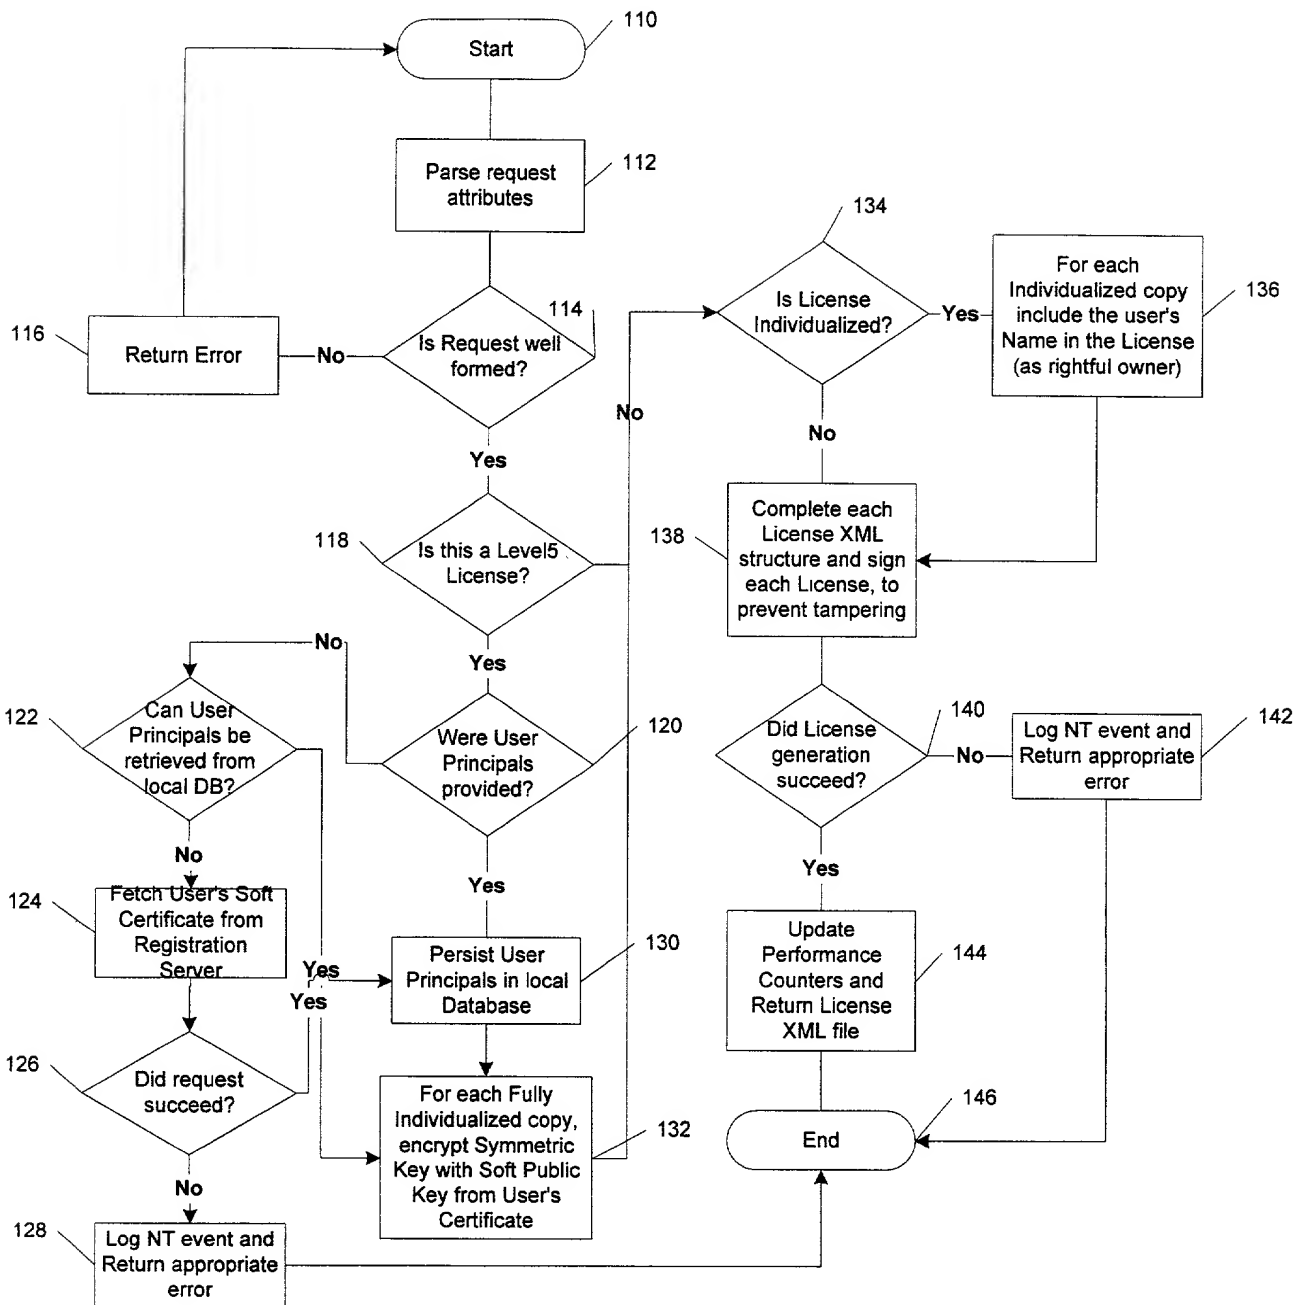 110
Start
112
Parse request
attributes
114
Is Request well
formed?
116
Return Error
No
Yes
118
Is this a Level5
License?
No
Yes
120
Were User
Principals
provided?
No
Yes
122
Can User
Principals be
retrieved from
local DB?
No
Yes
124
Fetch User's Soft
Certificate from
Registration
Server
126
Did request
succeed?
Yes
No
128
Log NT event and
Return appropriate
error
130
Persist User
Principals in local
Database
132
For each Fully
Individualized copy,
encrypt Symmetric
Key with Soft Public
Key from User's
Certificate
134
Is License
Individualized?
Yes
No
136
For each
Individualized copy
include the user's
Name in the License
(as rightful owner)
138
Complete each
License XML
structure and sign
each License, to
prevent tampering
140
Did License
generation
succeed?
No
Yes
142
Log NT event and
Return appropriate
error
144
Update
Performance
Counters and
Return License
XML file
146
End